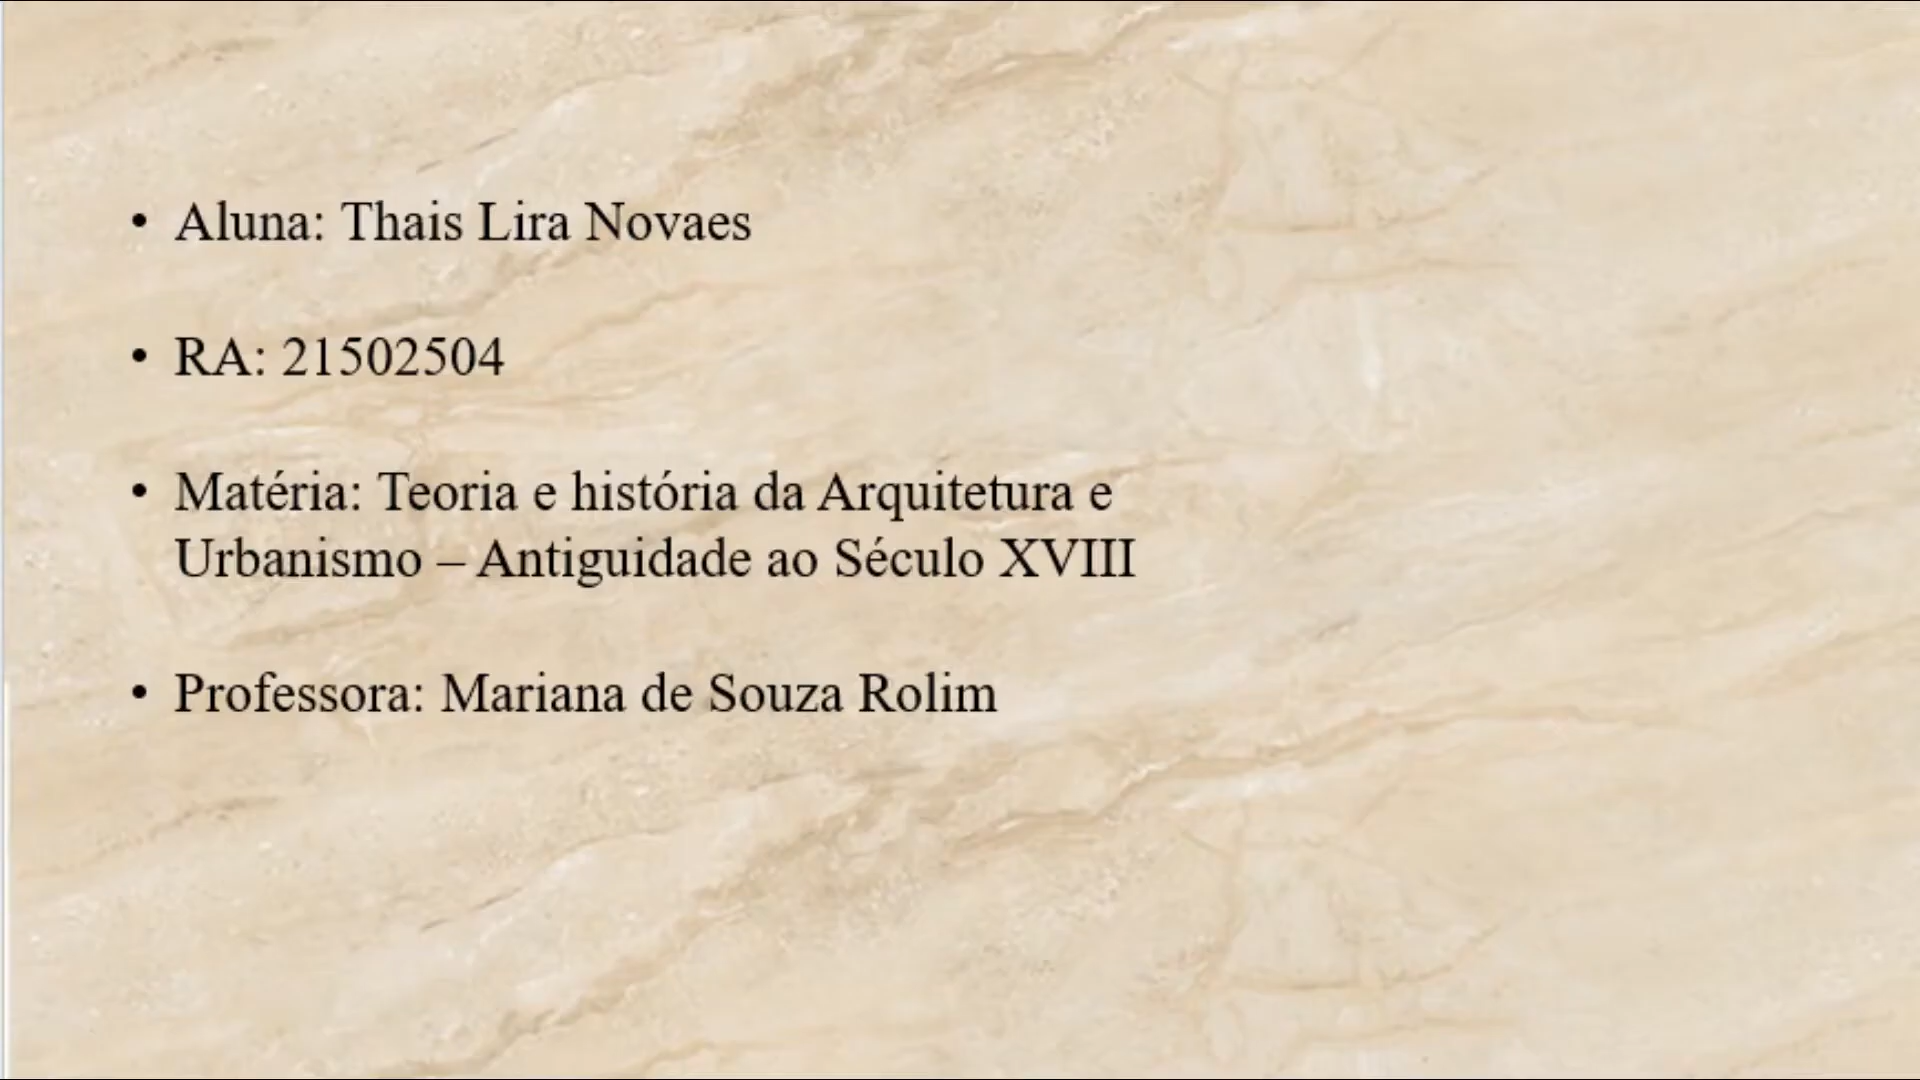 • Aluna: Thais Lira Novaes
• RA: 21502504
• Matéria: Teoria e história da Arquitetura e
Urbanismo – Antiguidade ao Século XVIII
• Professora: Mariana de Souza Rolim